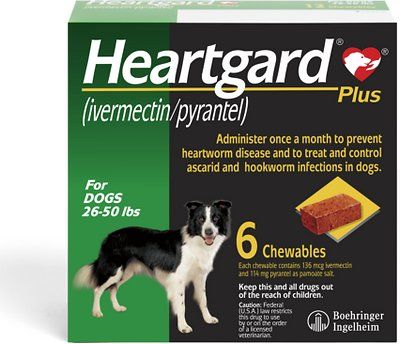 Heartgard®
Plus
(ivermectin/pyrantel)
Administer once a month to prevent
heartworm disease and to treat and control
ascarid and hookworm infections in dogs.
For
DOGS
26-50 lbs
6 Chewables
Each chewable contains 136 mcg ivermectin
and 114 mg pyrantel as pamoate salt.
Keep this and all drugs out
of the reach of children.
Caution: Federal
(U.S.A.) law restricts
this drug to use by
or on the order
of a licensed
veterinarian.
Boehringer
Ingelheim